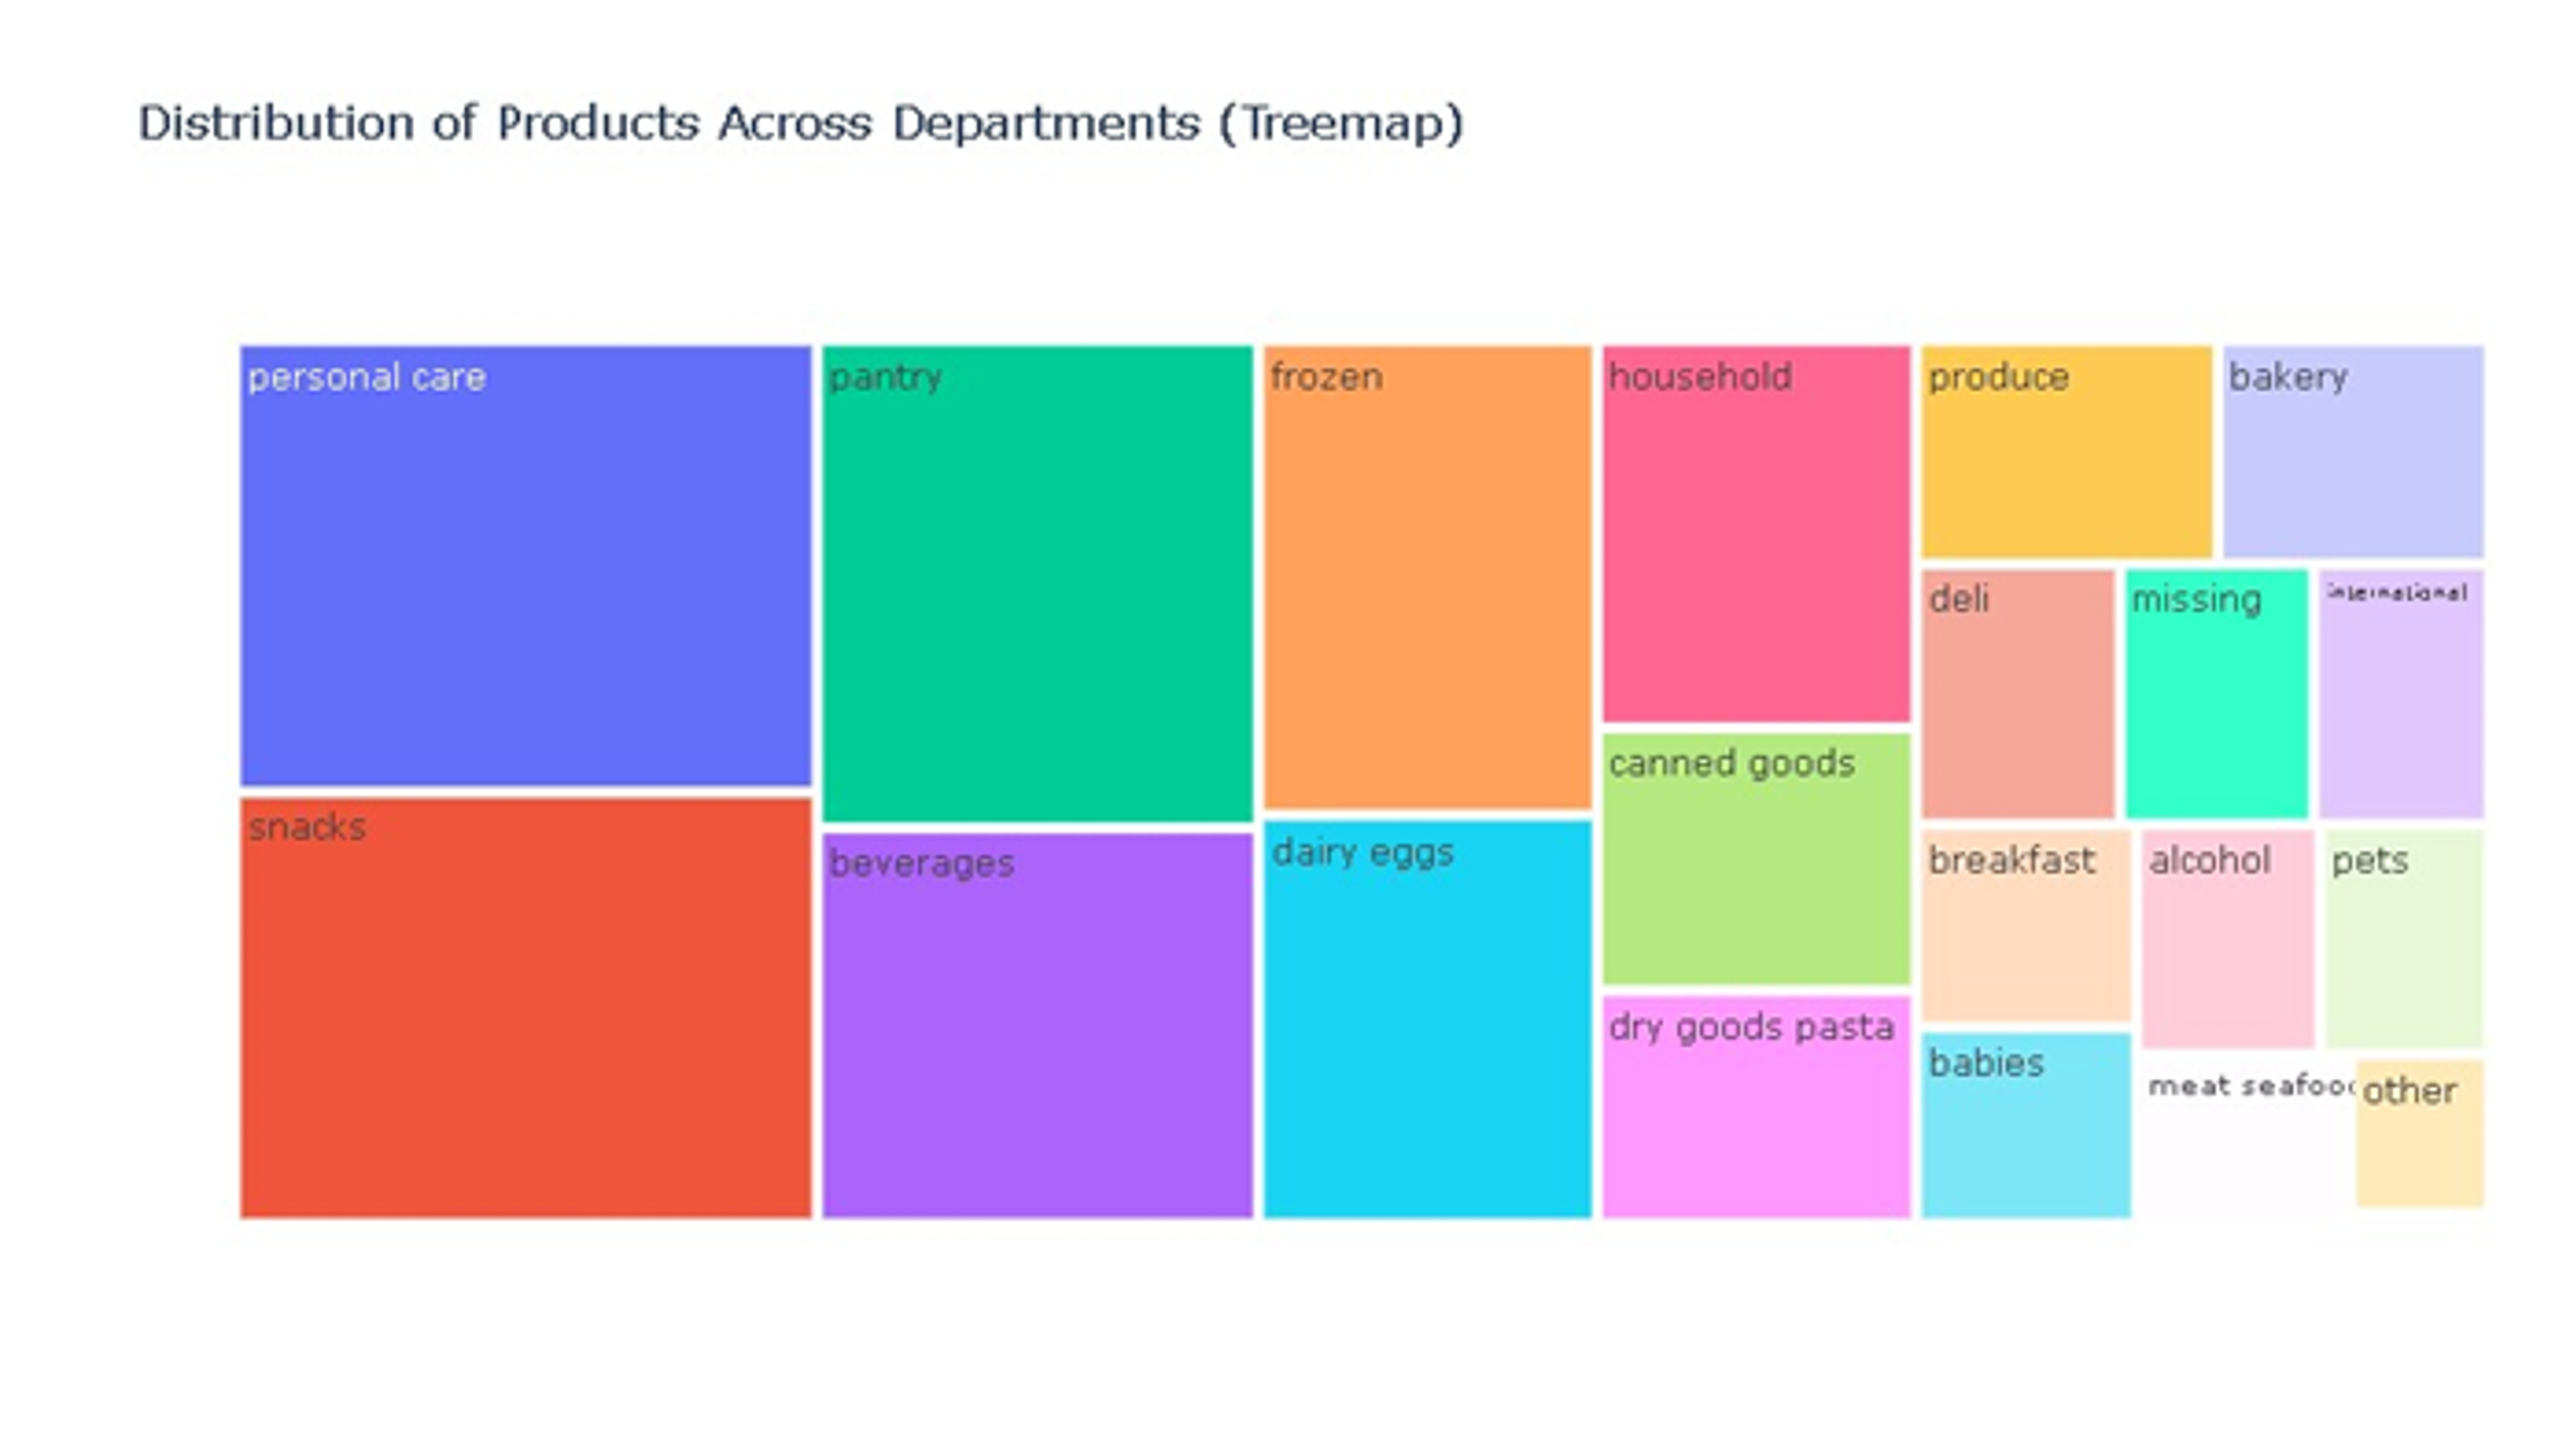 Distribution of Products Across Departments (Treemap)
personal care
pantry
frozen
household
produce
bakery
deli
missing
international
canned goods
snacks
beverages
dairy eggs
breakfast
alcohol
pets
dry goods pasta
babies
meat seafood
other